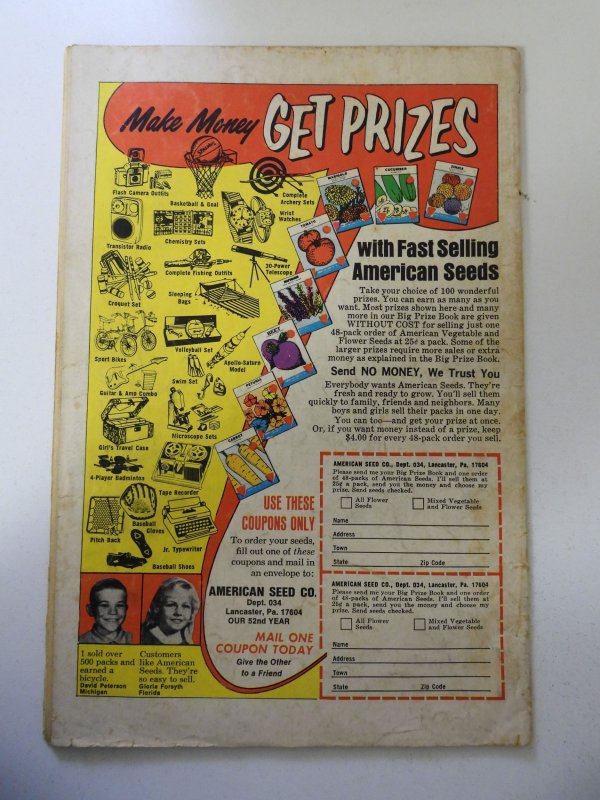 Make Money GET PRIZES
Flash Camera Outfits
SPALDING
Basketball & Goal
Complete
Archery Sets
Wrist
Watches
Transistor Radio
Chemistry Sets
Complete Fishing Outfits
30-Power
Telescope
Croquet Set
Sleeping
Bags
Sport Bikes
Volleyball Set
Apollo-Saturn
Model
Guitar & Amp Combo
Swim Set
Girl's Travel Case
Microscope Sets
4-Player Badminton
Tape Recorder
Pitch Back
Baseball
Gloves
Jr. Typewriter
Baseball Shoes
MARIGOLD
CUCUMBER
ZINNIA
TOMATO
BEET
PETUNIA
CARROT
with Fast Selling
American Seeds
Take your choice of 100 wonderful
prizes. You can earn as many as you
want. Most prizes shown here and many
more in our Big Prize Book are given
WITHOUT COST for selling just one
48-pack order of American Vegetable and
Flower Seeds at 25¢ a pack. Some of the
larger prizes require more sales or extra
money as explained in the Big Prize Book.
Send NO MONEY, We Trust You
Everybody wants American Seeds. They're
fresh and ready to grow. You'll sell them
quickly to family, friends and neighbors. Many
boys and girls sell their packs in one day.
You can too—and get your prize at once.
Or, if you want money instead of a prize, keep
$4.00 for every 48-pack order you sell.
USE THESE
COUPONS ONLY
To order your seeds,
fill out one of these
coupons and mail in
an envelope to:
AMERICAN SEED CO.
Dept. 034
Lancaster, Pa. 17604
OUR 52nd YEAR
MAIL ONE
COUPON TODAY
Give the Other
to a Friend
AMERICAN SEED CO., Dept. 034, Lancaster, Pa. 17604
Please send me your Big Prize Book and one order
of 48-packs of American Seeds. I'll sell them at
25¢ a pack, send you the money and choose my
prize. Send seeds checked.
All Flower
Seeds
Mixed Vegetable
and Flower Seeds
Name
Address
Town
State Zip Code
AMERICAN SEED CO., Dept. 034, Lancaster, Pa. 17604
Please send me your Big Prize Book and one order
of 48-packs of American Seeds. I'll sell them at
25¢ a pack, send you the money and choose my
prize. Send seeds checked.
All Flower
Seeds
Mixed Vegetable
and Flower Seeds
Name
Address
Town
State Zip Code
I sold over
500 packs and
earned a
bicycle.
David Peterson
Michigan
Customers
like American
Seeds. They're
so easy to sell.
Gloria Forsyth
Florida